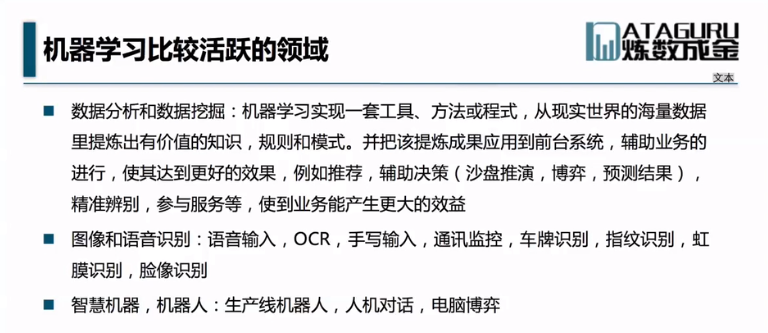 机器学习比较活跃的领域
DATAGURU
炼数成金
文本
数据分析和数据挖掘：机器学习实现一套工具、方法或程式，从现实世界的海量数据
里提炼出有价值的知识，规则和模式。并把该提炼成果应用到前台系统，辅助业务的
进行，使其达到更好的效果，例如推荐，辅助决策（沙盘推演，博弈，预测结果），
精准辨别，参与服务等，使到业务能产生更大的效益
图像和语音识别：语音输入，OCR，手写输入，通讯监控，车牌识别，指纹识别，虹
膜识别，脸像识别
智慧机器，机器人：生产线机器人，人机对话，电脑博弈